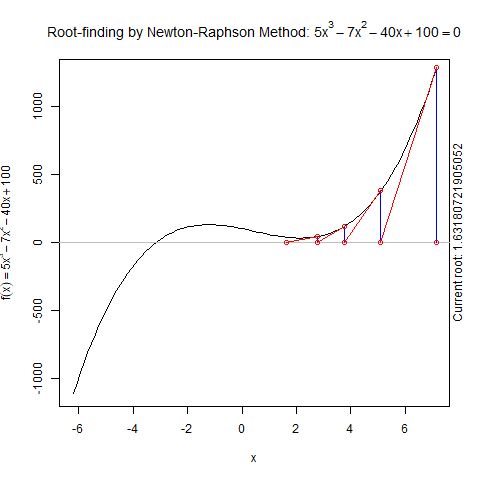 Root-finding by Newton-Raphson Method: 5x³ − 7x² − 40x + 100 = 0
f(x) = 5x³ − 7x² − 40x + 100
1000
500
0
-500
-1000
Current root: 1.63180721905052
-6 -4 -2 0 2 4 6
x